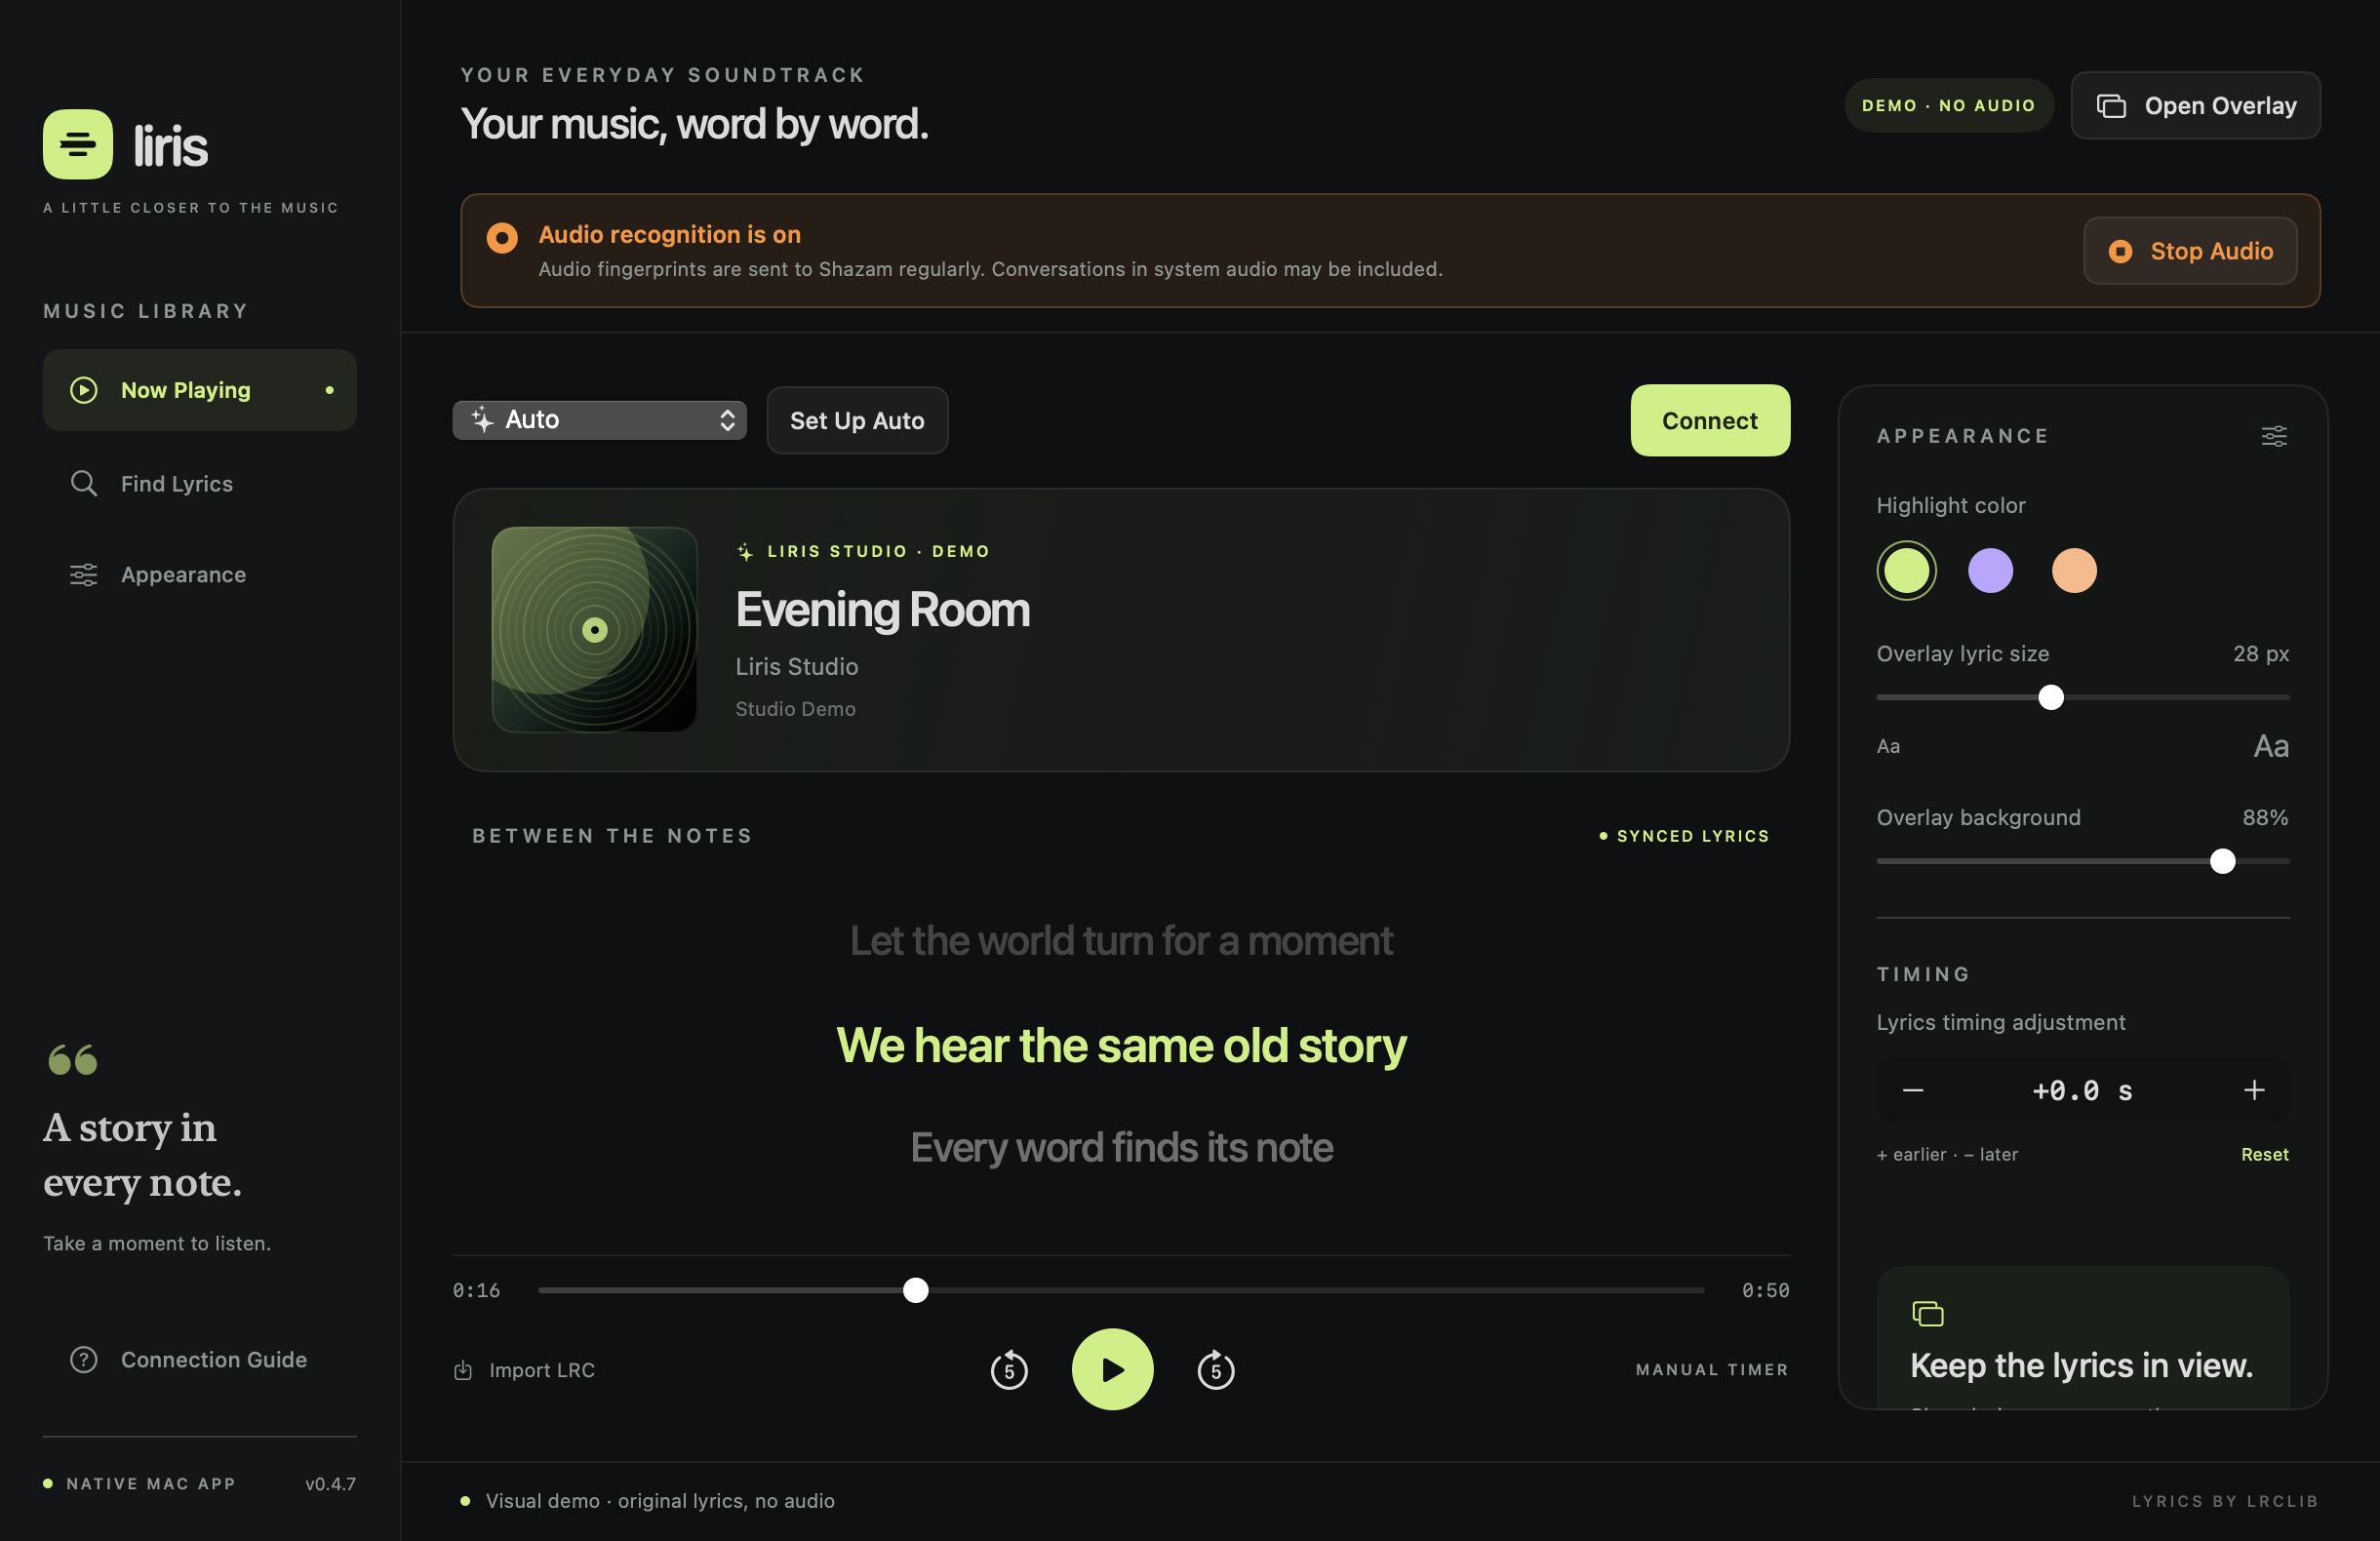 liris
A LITTLE CLOSER TO THE MUSIC
MUSIC LIBRARY
Now Playing
Find Lyrics
Appearance
A story in
every note.
Take a moment to listen.
Connection Guide
NATIVE MAC APP
v0.4.7
YOUR EVERYDAY SOUNDTRACK
Your music, word by word.
DEMO · NO AUDIO
Open Overlay
Audio recognition is on
Audio fingerprints are sent to Shazam regularly. Conversations in system audio may be included.
Stop Audio
Auto
Set Up Auto
Connect
LIRIS STUDIO · DEMO
Evening Room
Liris Studio
Studio Demo
BETWEEN THE NOTES
SYNCED LYRICS
Let the world turn for a moment
We hear the same old story
Every word finds its note
0:16
0:50
Import LRC
5
5
MANUAL TIMER
APPEARANCE
Highlight color
Overlay lyric size
28 px
Aa
Aa
Overlay background
88%
TIMING
Lyrics timing adjustment
+0.0 s
+ earlier · – later
Reset
Keep the lyrics in view.
Visual demo · original lyrics, no audio
LYRICS BY LRCLIB